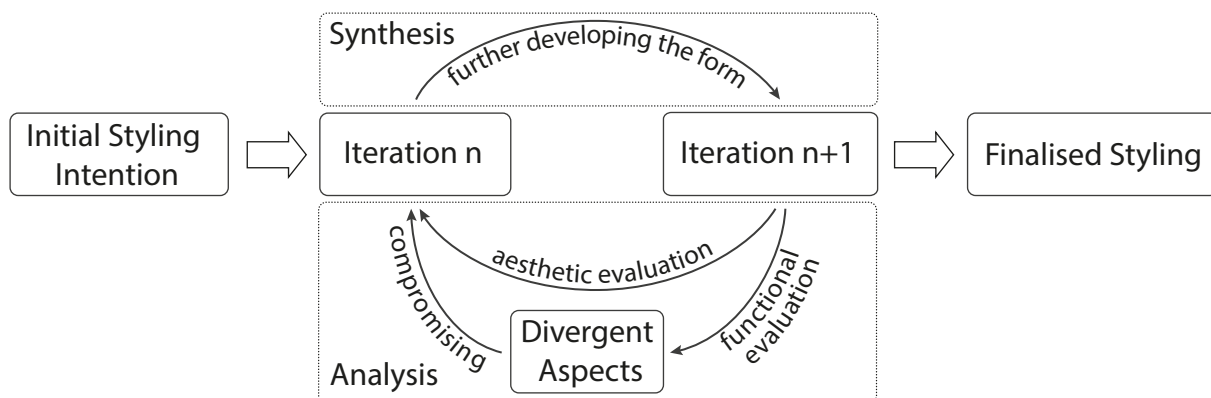 Synthesis
further developing the form
Initial Styling
Intention
Iteration n
Iteration n+1
Finalised Styling
aesthetic evaluation
compromising
functional
evaluation
Divergent
Aspects
Analysis